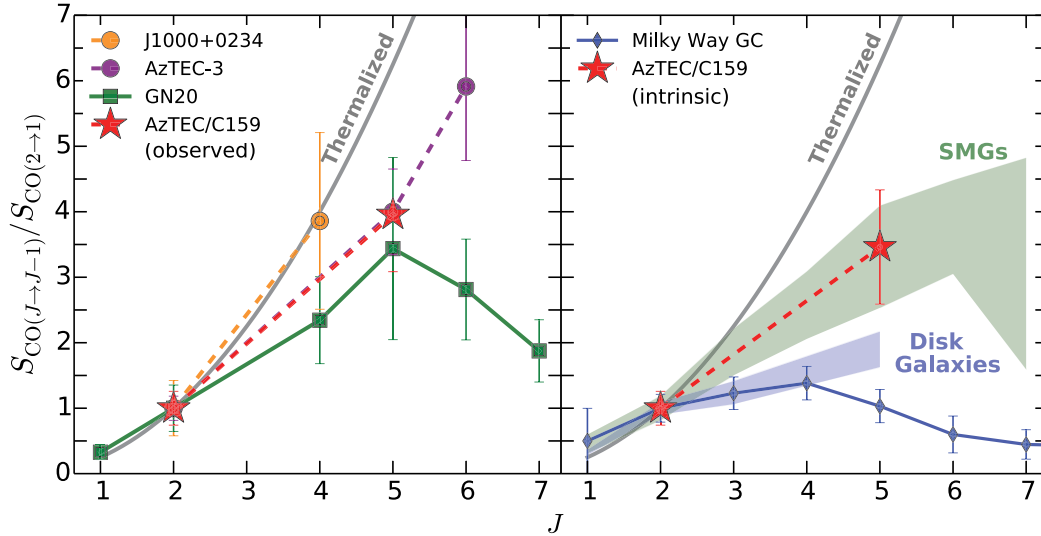 S_CO(J→J−1)/S_CO(2→1)
7
6
5
4
3
2
1
0
J1000+0234
AzTEC-3
GN20
AzTEC/C159
(observed)
Thermalized
1 2 3 4 5 6 7
Milky Way GC
AzTEC/C159
(intrinsic)
Thermalized
SMGs
Disk
Galaxies
1 2 3 4 5 6 7
J